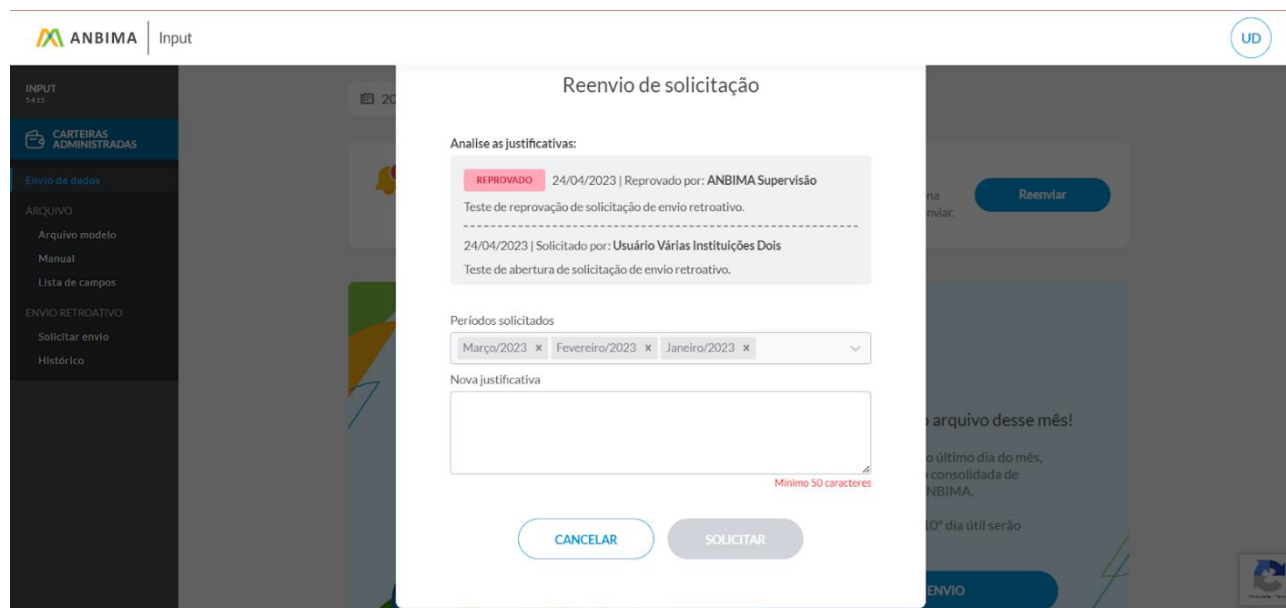 ANBIMA Input
UD
INPUT
5.4.15
CARTEIRAS
ADMINISTRADAS
Envio de dados
ARQUIVO
Arquivo modelo
Manual
Lista de campos
ENVIO RETROATIVO
Solicitar envio
Histórico
20
Reenvio de solicitação
Analise as justificativas:
REPROVADO 24/04/2023 | Reprovado por: ANBIMA Supervisão
Teste de reprovação de solicitação de envio retroativo.
24/04/2023 | Solicitado por: Usuário Várias Instituições Dois
Teste de abertura de solicitação de envio retroativo.
Períodos solicitados
Março/2023 × Fevereiro/2023 × Janeiro/2023 ×
Nova justificativa
Mínimo 50 caracteres
CANCELAR SOLICITAR
na
nviar.
Reenviar
arquivo desse mês!
o último dia do mês,
consolidada de
NBIMA.
10º dia útil serão
ENVIO